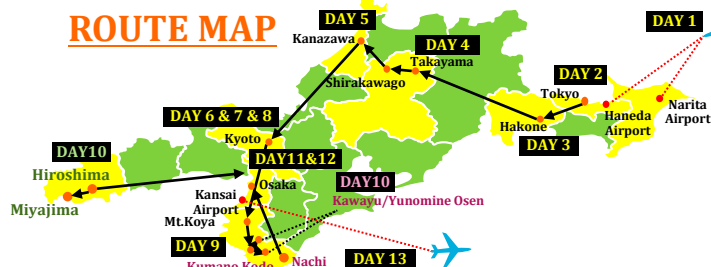 ROUTE MAP
DAY 5
Kanazawa
DAY 4
Takayama
Shirakawago
DAY 1
DAY 2
Tokyo
Haneda
Airport
Narita
Airport
Hakone
DAY 3
DAY 6 & 7 & 8
Kyoto
DAY11&12
DAY10
Hiroshima
Miyajima
Osaka
Kansai
Airport
DAY10
Kawayu/Yunomine Osen
Mt.Koya
DAY 9
Kumano Kodo
Nachi
DAY 13